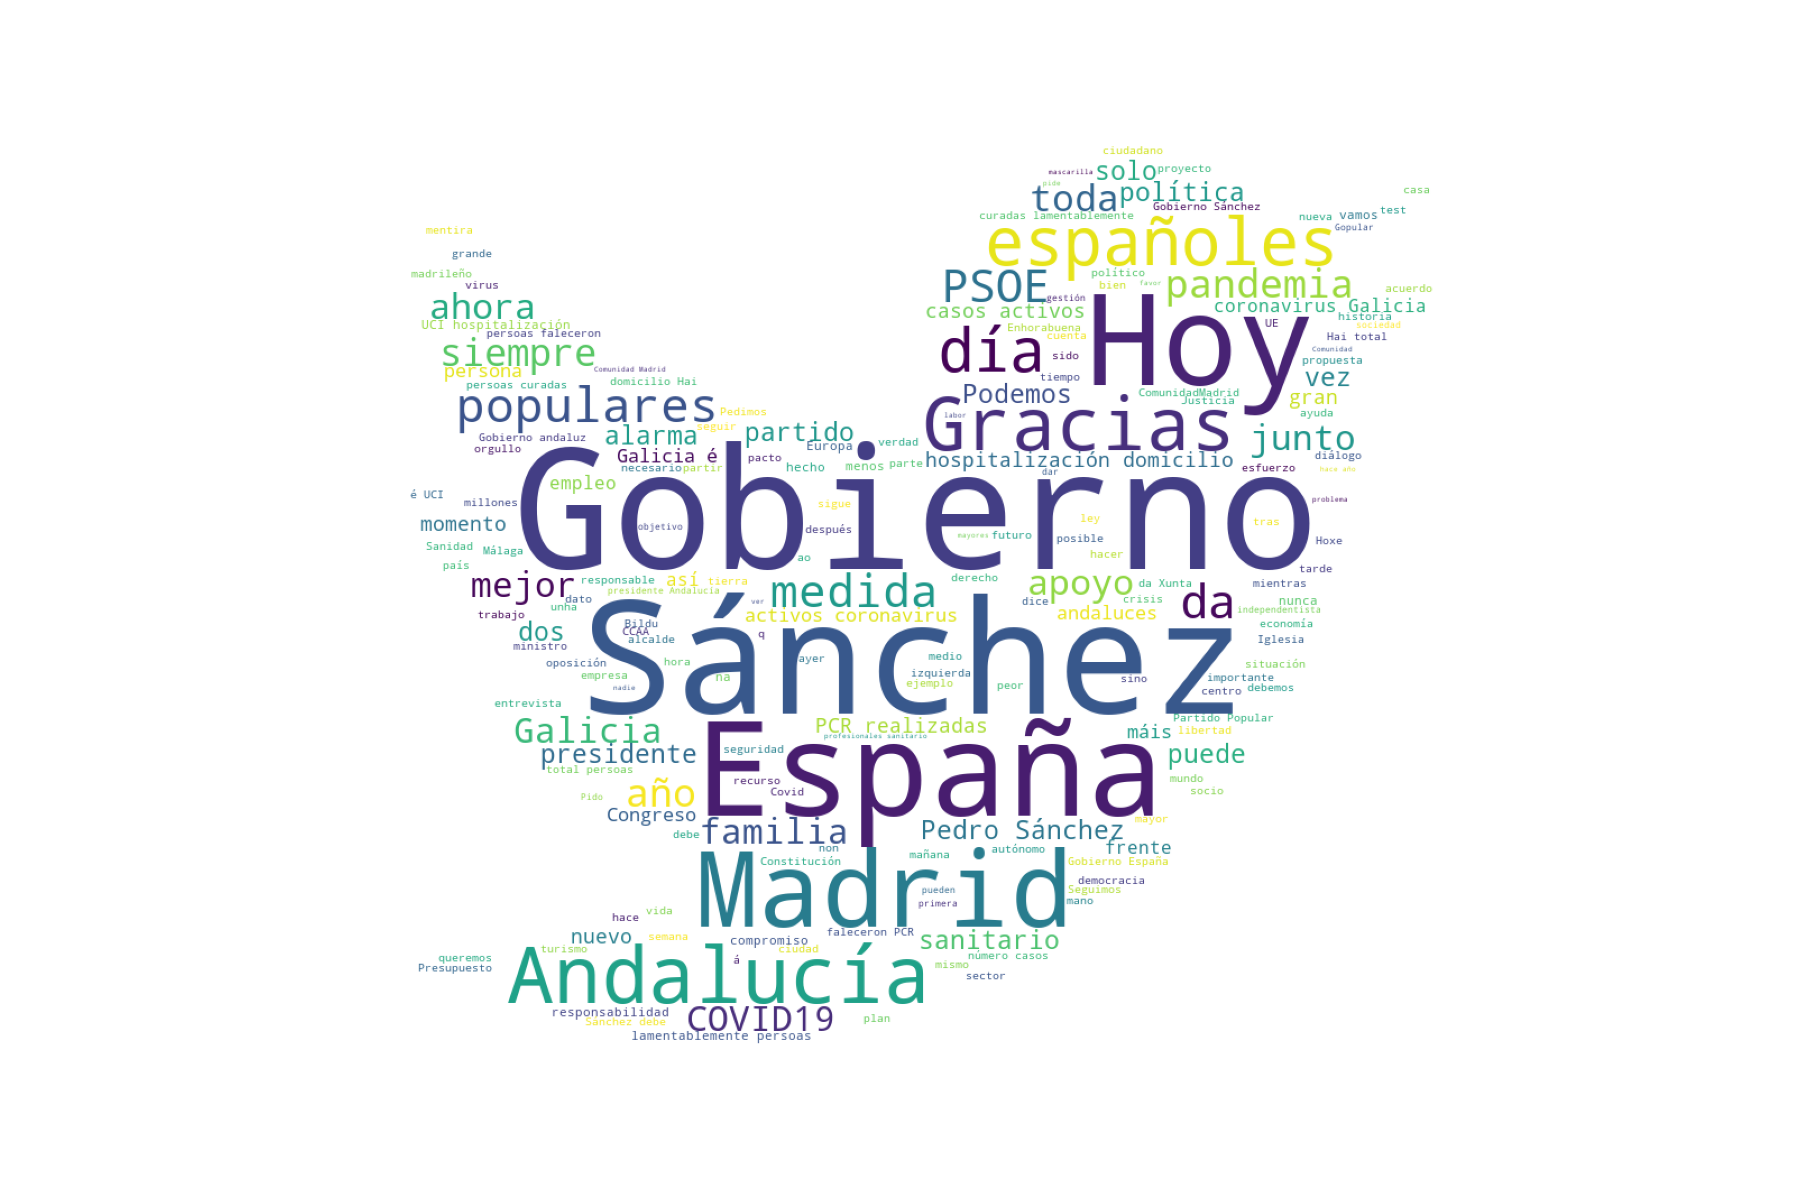 ciudadano
mascarilla
solo
proyecto
pide
toda
política
casa
curadas lamentablemente
Gobierno Sánchez
nueva
vamos
test
Gopular
mentira
españoles
grande
madrileño
virus
PSOE
político
bien
favor
pandemia
acuerdo
ahora
gestión
casos activos
Hoy
coronavirus Galicia
historia
UCI hospitalización
persoas faleceron
Enhorabuena
cuenta
UE
sociedad
Hai total
siempre
día
sido
Comunidad
propuesta
persona
Comunidad Madrid
tiempo
vez
persoas curadas
domicilio Hai
Podemos
ComunidadMadrid
Justicia
gran
populares
Pedimos
Gracias
labor
ayuda
Gobierno andaluz
alarma
seguir
partido
Europa
verdad
junto
orgullo
Galicia é
pacto
hospitalización domicilio
diálogo
necesario
partir
hecho
menos
parte
dar
esfuerzo
hace año
empleo
é UCI
millones
Gobierno
sigue
problema
momento
objetivo
después
ley
tras
Sanidad
Málaga
mayores
futuro
posible
Hoxe
país
ao
hacer
tarde
mejor
responsable
así
tierra
medida
derecho
apoyo
da Xunta
mientras
presidente Andalucía
dato
unha
ver
dice
crisis
da
nunca
trabajo
activos coronavirus
andaluces
independentista
dos
Bildu
CCAA
q
economía
ministro
alcalde
Sánchez
Iglesia
oposición
hora
ayer
medio
situación
empresa
na
izquierda
sino
importante
nadie
ejemplo
peor
centro
debemos
entrevista
Galicia
PCR realizadas
España
Partido Popular
máis
libertad
profesionales sanitario
presidente
seguridad
puede
total persoas
recurso
mundo
Pido
año
Covid
socio
Congreso
familia
Pedro Sánchez
mayor
debe
non
frente
Constitución
mañana
autónomo
Gobierno España
Madrid
democracia
pueden
Seguimos
primera
mano
hace
vida
nuevo
semana
compromiso
faleceron PCR
sanitario
turismo
ciudad
queremos
Andalucía
á
mismo
número casos
Presupuesto
sector
responsabilidad
COVID19
plan
Sánchez debe
lamentablemente persoas